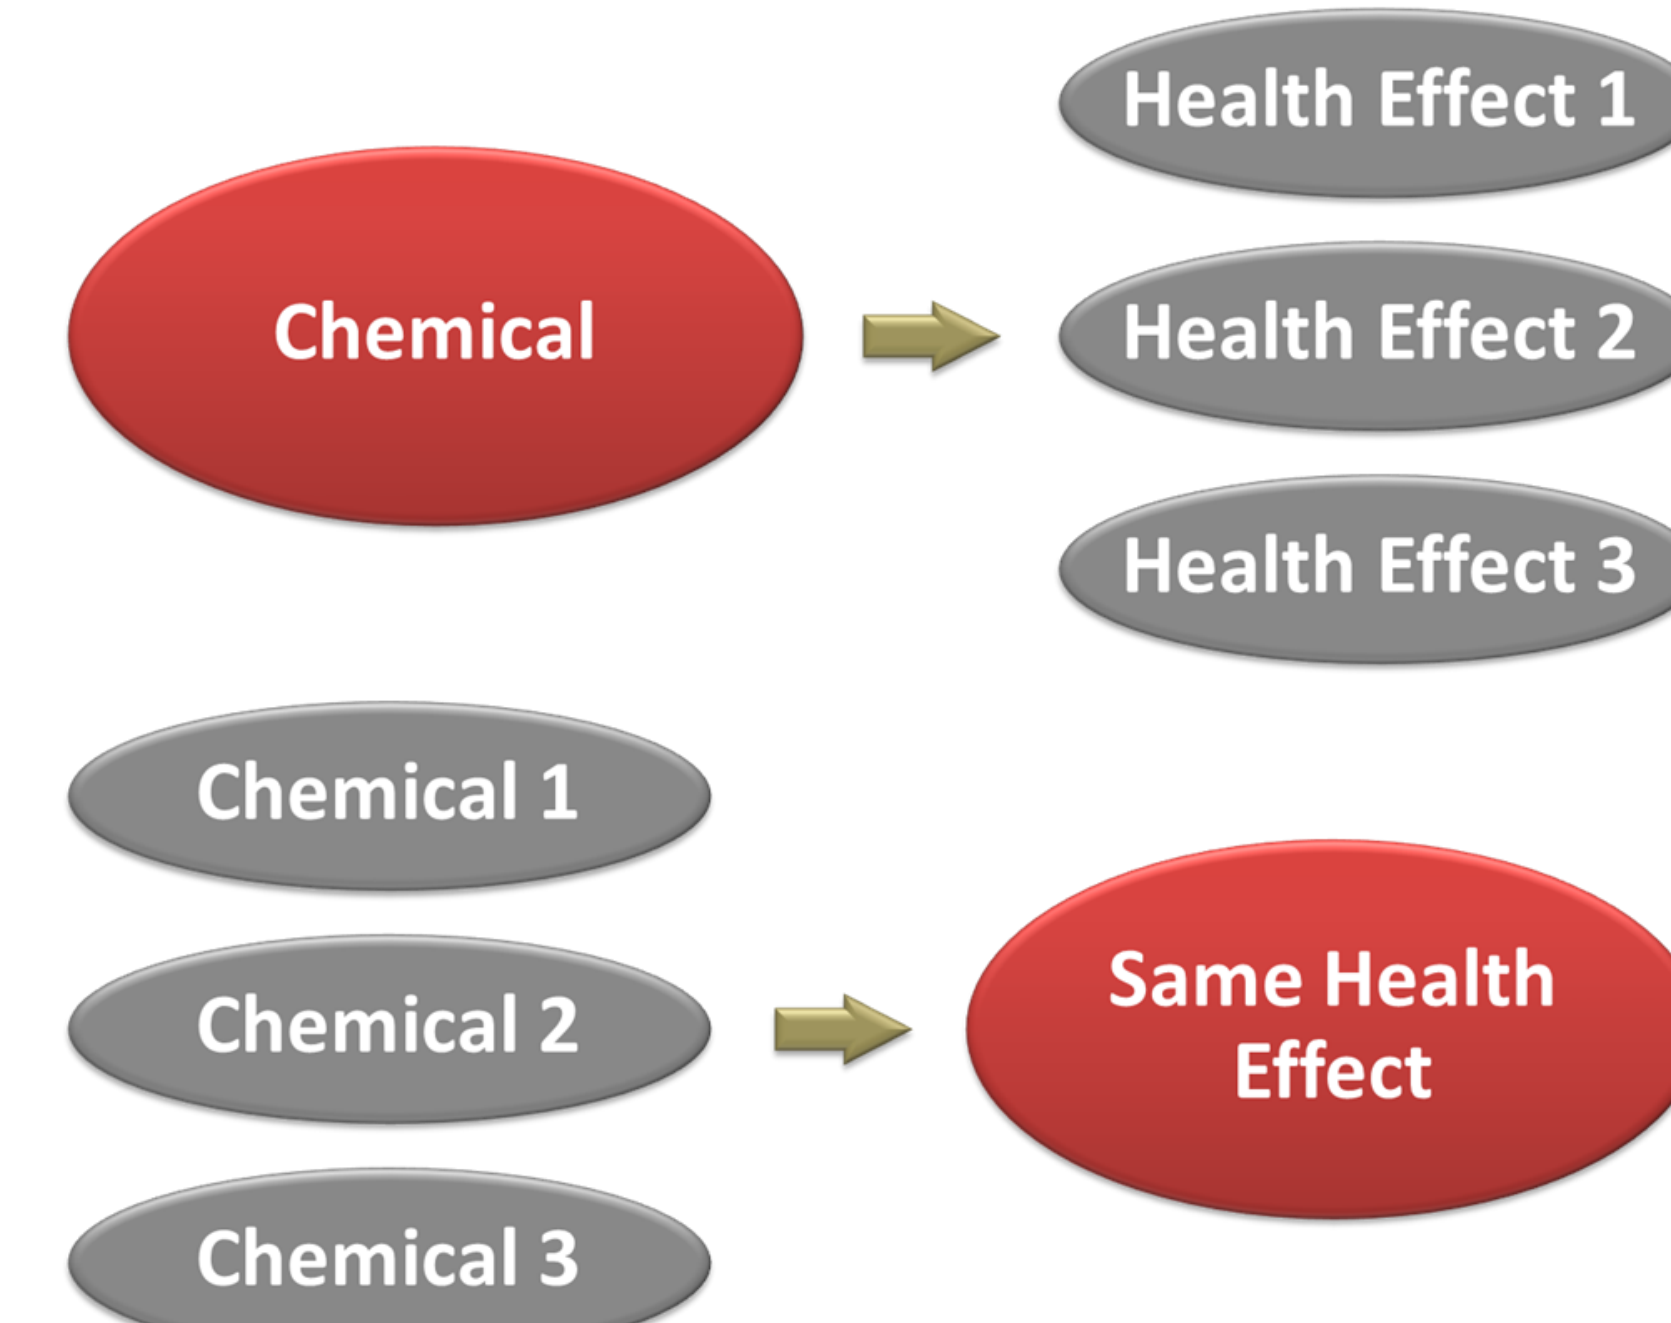 Health Effect 1
Chemical
Health Effect 2
Health Effect 3
Chemical 1
Chemical 2
Same Health
Effect
Chemical 3